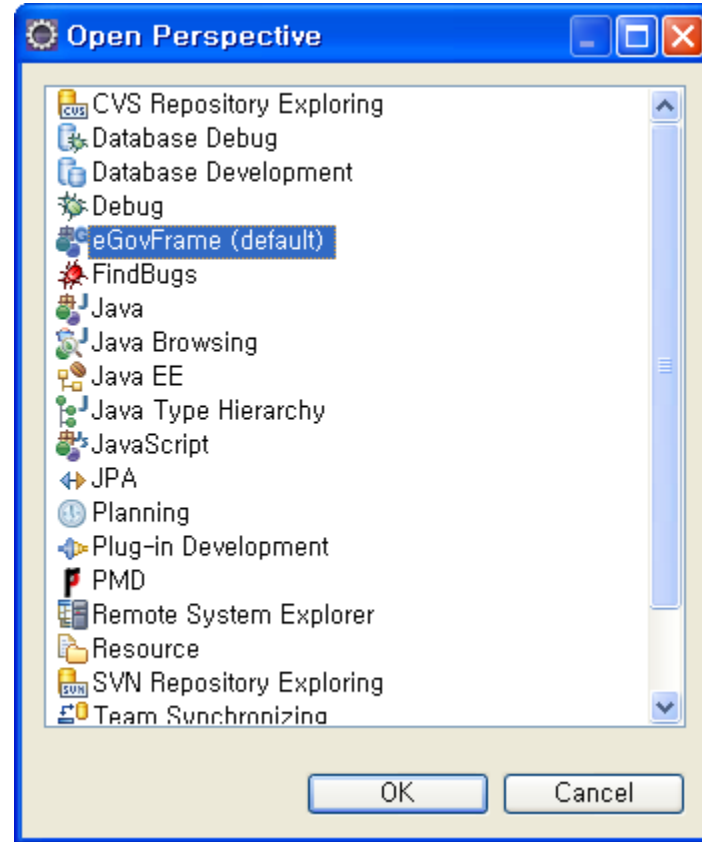 Open Perspective
CVS Repository Exploring
Database Debug
Database Development
Debug
eGovFrame (default)
FindBugs
Java
Java Browsing
Java EE
Java Type Hierarchy
JavaScript
JPA
Planning
Plug-in Development
PMD
Remote System Explorer
Resource
SVN Repository Exploring
Team Synchronizing
OK Cancel